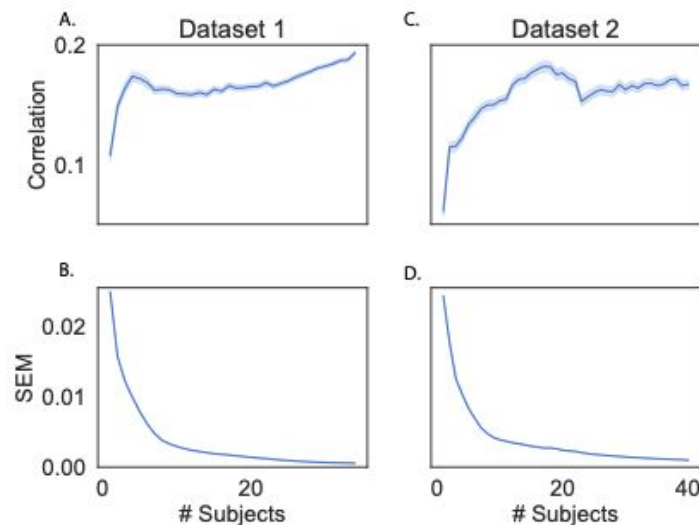 A.
Dataset 1
C.
Dataset 2
0.2
0.1
Correlation
B.
D.
0.02
0.01
0.00
SEM
0 20
0 20 40
# Subjects
# Subjects